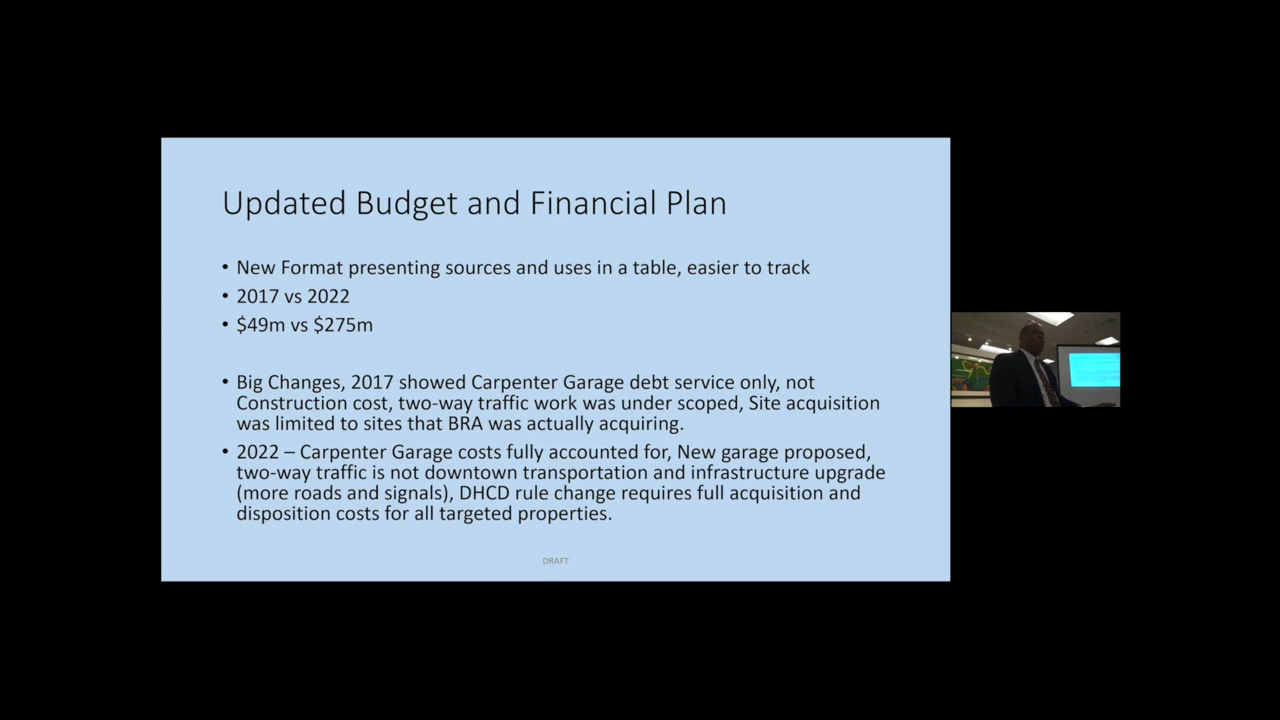 Updated Budget and Financial Plan
• New Format presenting sources and uses in a table, easier to track
• 2017 vs 2022
• $49m vs $275m
• Big Changes, 2017 showed Carpenter Garage debt service only, not
Construction cost, two-way traffic work was under scoped, Site acquisition
was limited to sites that BRA was actually acquiring.
• 2022 – Carpenter Garage costs fully accounted for, New garage proposed,
two-way traffic is not downtown transportation and infrastructure upgrade
(more roads and signals), DHCD rule change requires full acquisition and
disposition costs for all targeted properties.
DRAFT